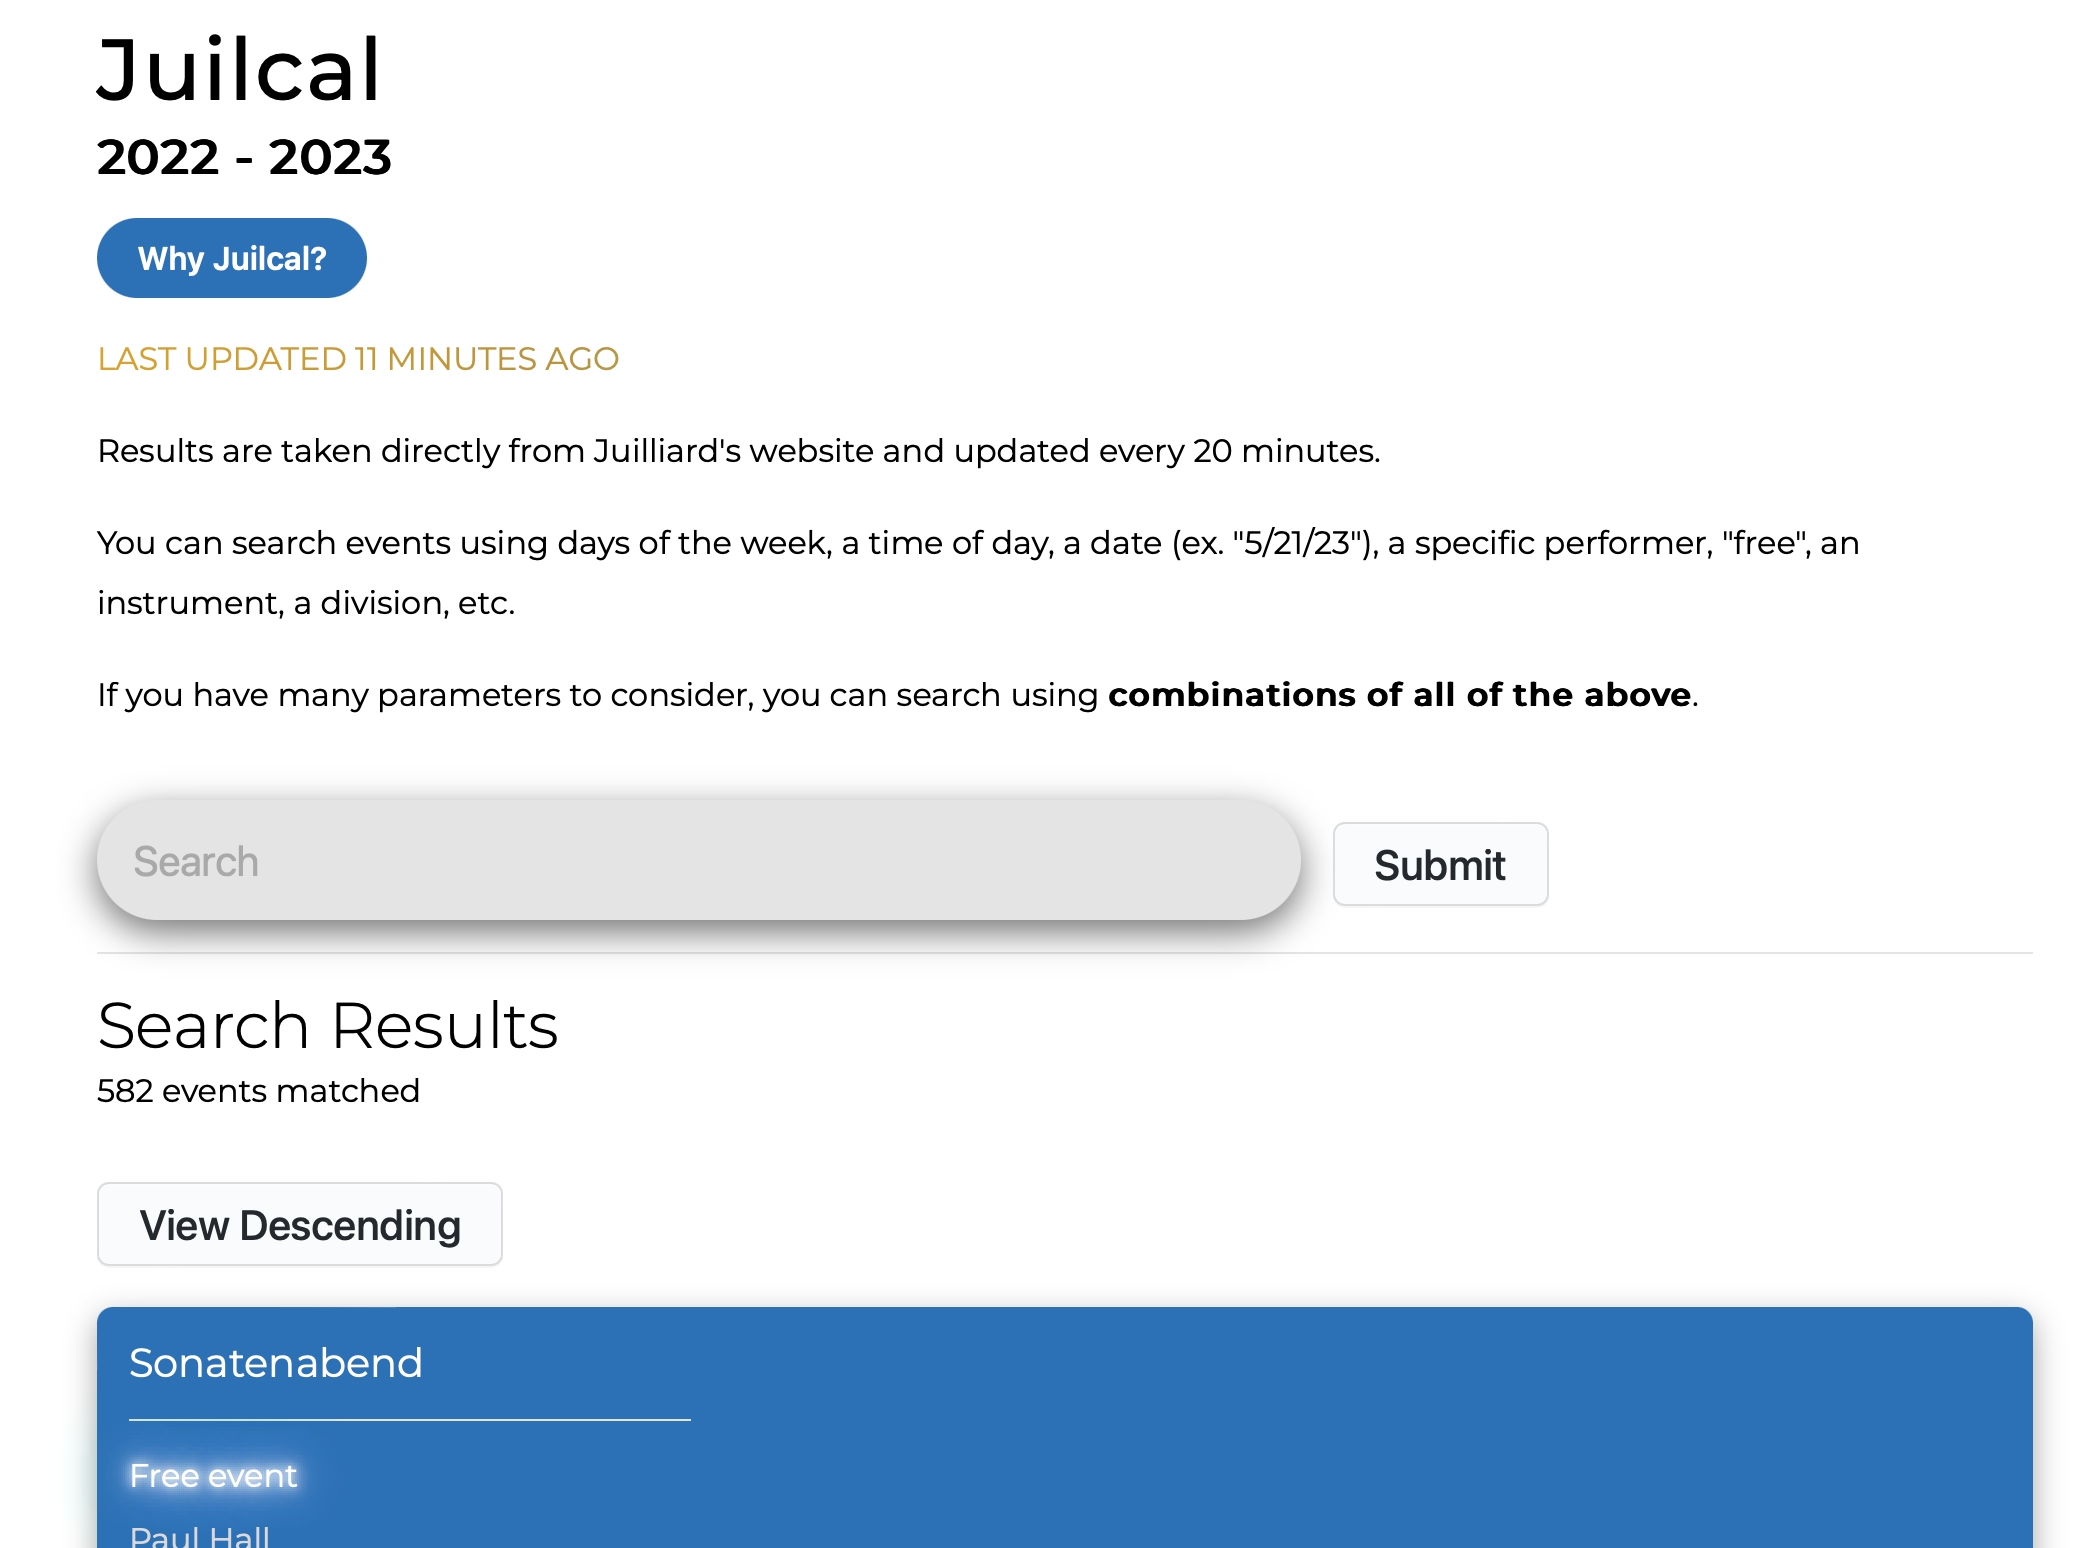 Juilcal
2022 - 2023
Why Juilcal?
LAST UPDATED 11 MINUTES AGO
Results are taken directly from Juilliard's website and updated every 20 minutes.
You can search events using days of the week, a time of day, a date (ex. "5/21/23"), a specific performer, "free", an
instrument, a division, etc.
If you have many parameters to consider, you can search using combinations of all of the above.
Search
Submit
Search Results
582 events matched
View Descending
Sonatenabend
Free event
Paul Hall